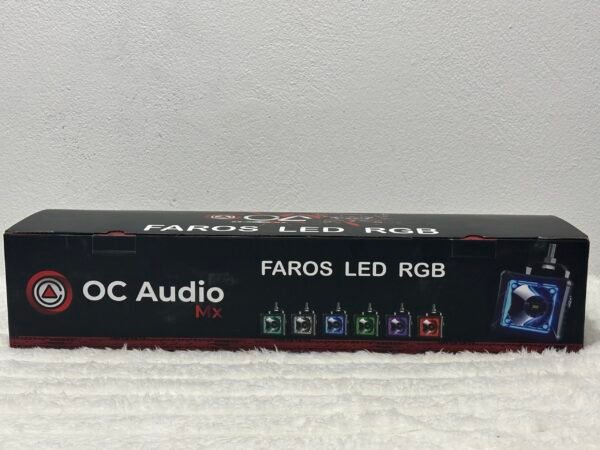 FAROS LED RGB
FAROS LED RGB
OC Audio
Mx